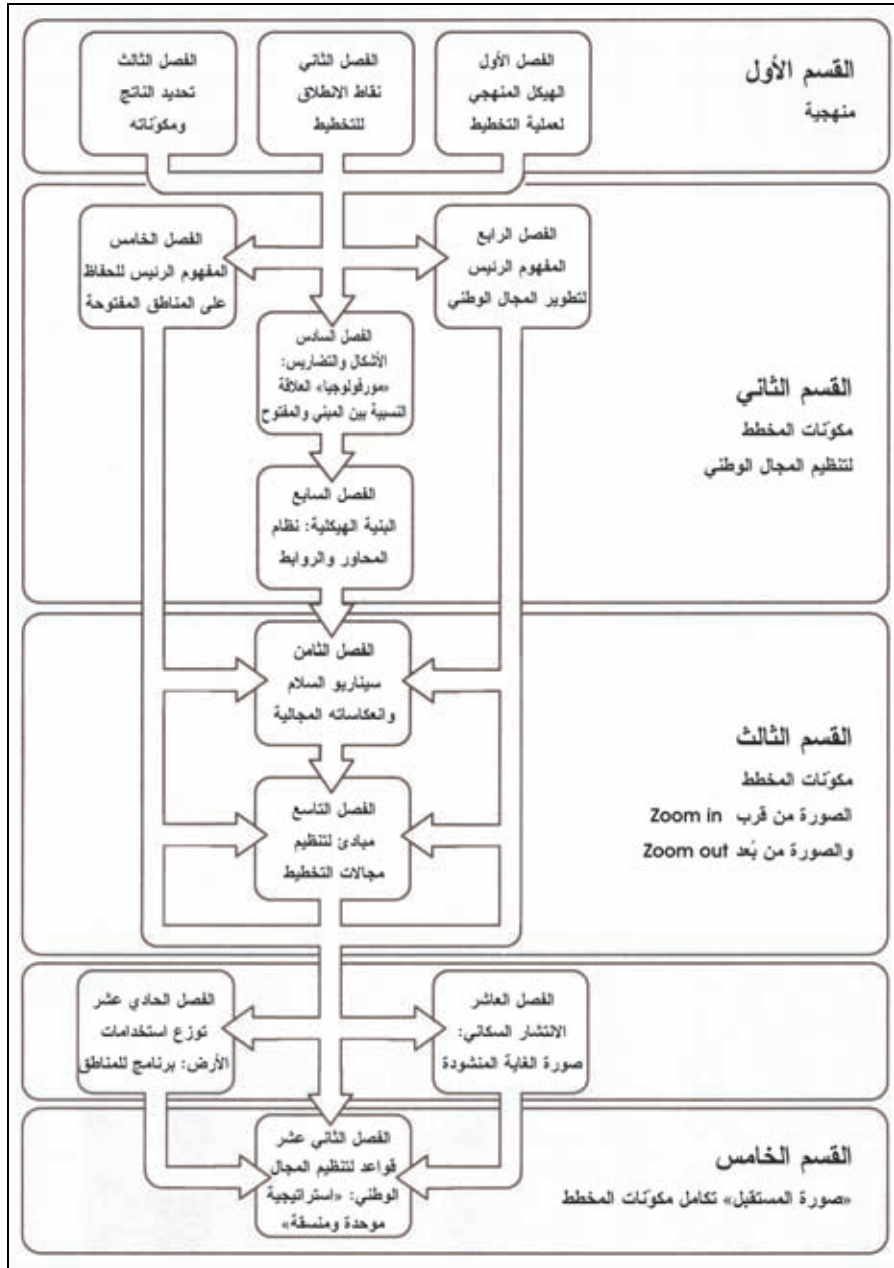 القسم الأول
منهجية
الفصل الأول
الهيكل المنهجي
لعملية التخطيط
الفصل الثاني
نقاط الانطلاق
للتخطيط
الفصل الثالث
تحديد الناتج
ومكوّناته
القسم الثاني
مكوّنات المخطط
لتنظيم المجال الوطني
الفصل الرابع
المفهوم الرئيس
لتطوير المجال الوطني
الفصل الخامس
المفهوم الرئيس للحفاظ
على المناطق المفتوحة
الفصل السادس
الأشكال والتضاريس:
«مورفولوجيا» العلاقة
النسبية بين المبني والمفتوح
الفصل السابع
البنية الهيكلية: نظام
المحاور والروابط
القسم الثالث
مكوّنات المخطط
الصورة من قرب Zoom in
والصورة من بُعد Zoom out
الفصل الثامن
سيناريو السلام
وانعكاساته المجالية
الفصل التاسع
مبادئ لتنظيم
مجالات التخطيط
الفصل العاشر
الانتشار السكاني:
صورة الغاية المنشودة
الفصل الحادي عشر
توزع استخدامات
الأرض: برنامج للمناطق
القسم الخامس
«صورة المستقبل» تكامل مكوّنات المخطط
الفصل الثاني عشر
قواعد لتنظيم المجال
الوطني: «استراتيجية
موحدة ومنسقة»